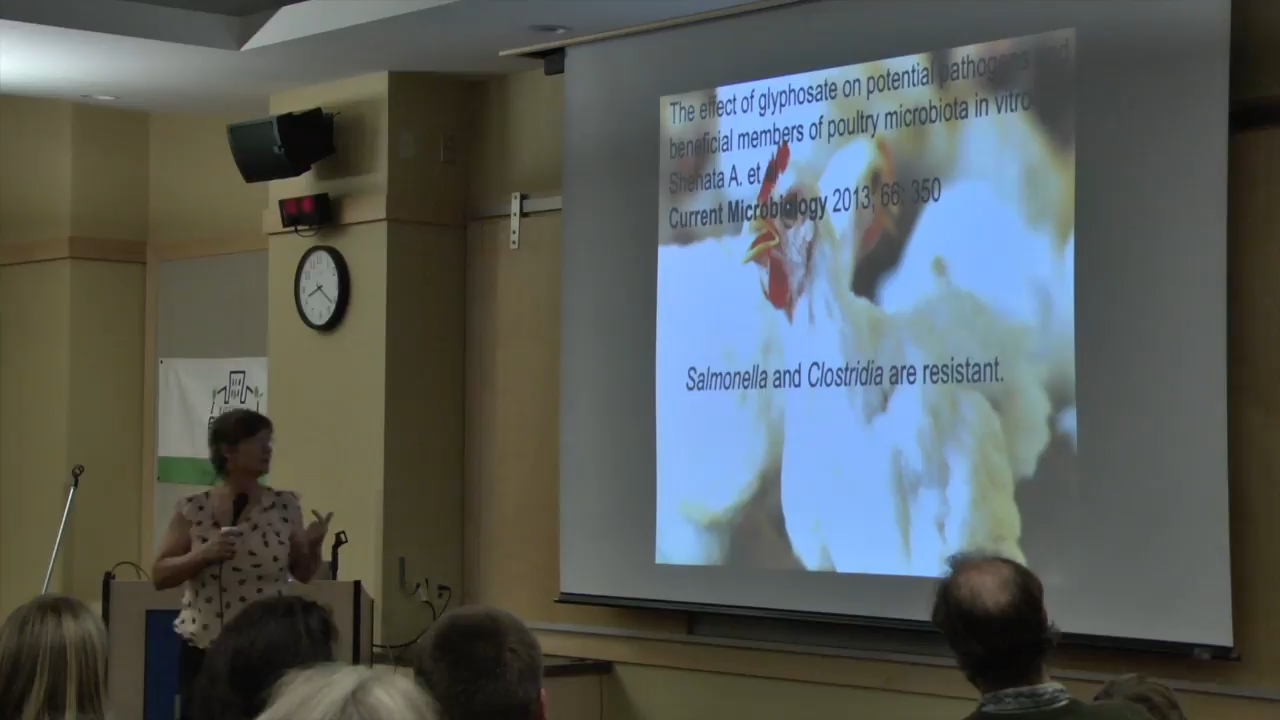 The effect of glyphosate on potential pathogens and
beneficial members of poultry microbiota in vitro
Shehata A. et al
Current Microbiology 2013; 66: 350
Salmonella and Clostridia are resistant.